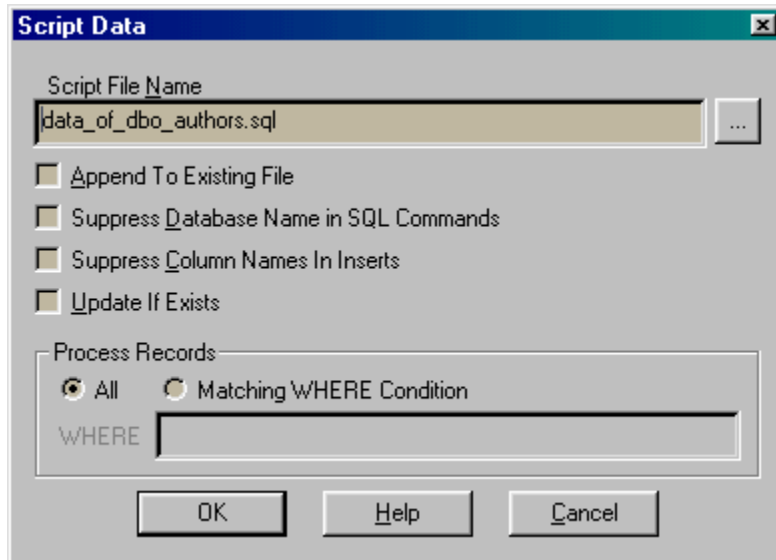 Script Data
Script File Name
data_of_dbo_authors.sql
...
Append To Existing File
Suppress Database Name in SQL Commands
Suppress Column Names In Inserts
Update If Exists
Process Records
All Matching WHERE Condition
WHERE
OK Help Cancel